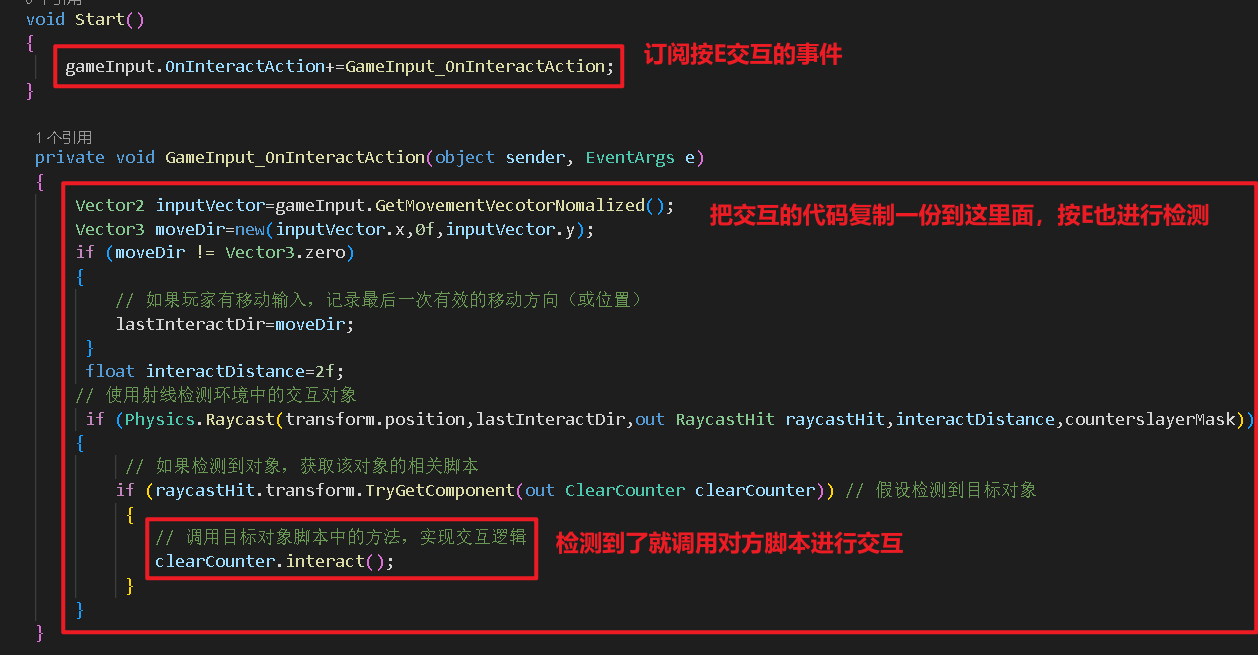 void Start()
{
gameInput.OnInteractAction+=GameInput_OnInteractAction;
订阅按E交互的事件
}
1 个引用
private void GameInput_OnInteractAction(object sender, EventArgs e)
{
Vector2 inputVector=gameInput.GetMovementVecotorNomalized();
把交互的代码复制一份到这里面，按E也进行检测
Vector3 moveDir=new(inputVector.x,0f,inputVector.y);
if (moveDir != Vector3.zero)
{
// 如果玩家有移动输入，记录最后一次有效的移动方向（或位置）
lastInteractDir=moveDir;
}
float interactDistance=2f;
// 使用射线检测环境中的交互对象
if (Physics.Raycast(transform.position,lastInteractDir,out RaycastHit raycastHit,interactDistance,counterslayerMask))
{
// 如果检测到对象，获取该对象的相关脚本
if (raycastHit.transform.TryGetComponent(out ClearCounter clearCounter)) // 假设检测到目标对象
{
// 调用目标对象脚本中的方法，实现交互逻辑
检测到了就调用对方脚本进行交互
clearCounter.interact();
}
}
}